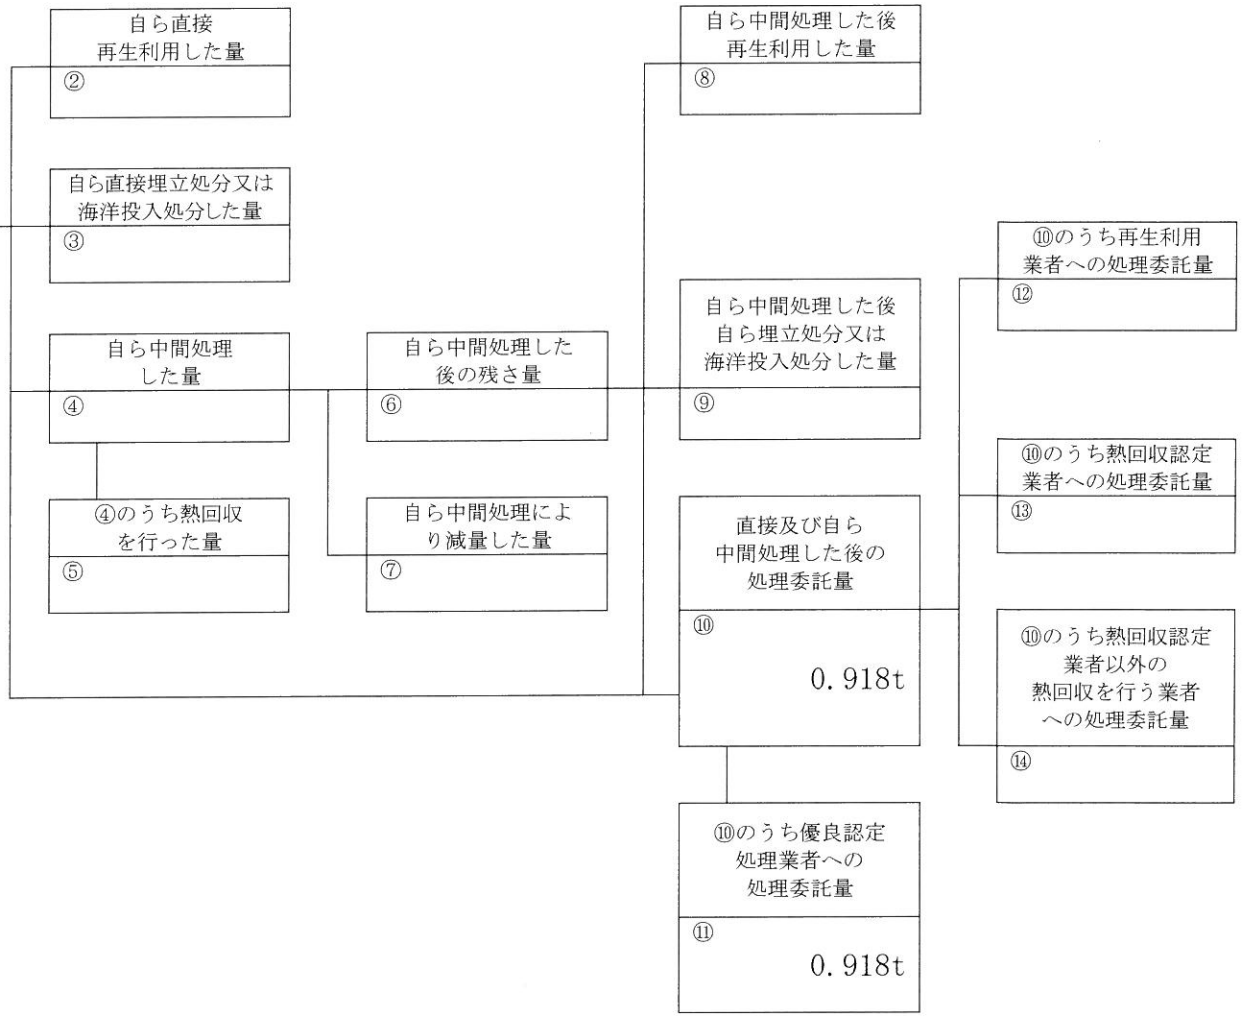 自ら直接
再生利用した量
②
自ら直接埋立処分又は
海洋投入処分した量
③
自ら中間処理
した量
④
④のうち熱回収
を行った量
⑤
自ら中間処理した
後の残さ量
⑥
自ら中間処理によ
り減量した量
⑦
自ら中間処理した後
再生利用した量
⑧
自ら中間処理した後
自ら埋立処分又は
海洋投入処分した量
⑨
直接及び自ら
中間処理した後の
処理委託量
⑩
0.918t
⑩のうち優良認定
処理業者への
処理委託量
⑪
0.918t
⑩のうち再生利用
業者への処理委託量
⑫
⑩のうち熱回収認定
業者への処理委託量
⑬
⑩のうち熱回収認定
業者以外の
熱回収を行う業者
への処理委託量
⑭